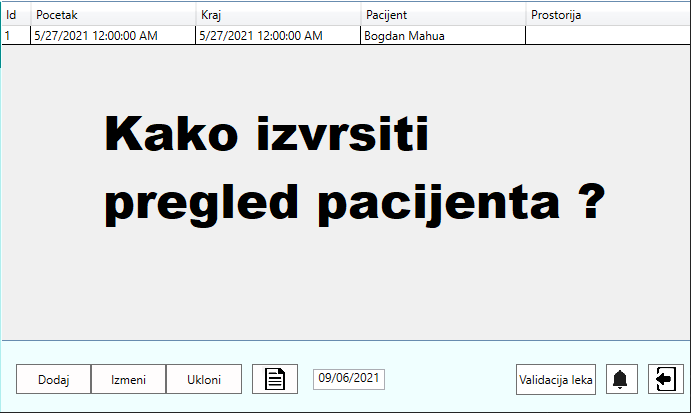 Id Pocetak Kraj Pacijent Prostorija
1 5/27/2021 12:00:00 AM 5/27/2021 12:00:00 AM Bogdan Mahua
Kako izvrsiti
pregled pacijenta ?
Dodaj Izmeni Ukloni 09/06/2021 Validacija leka